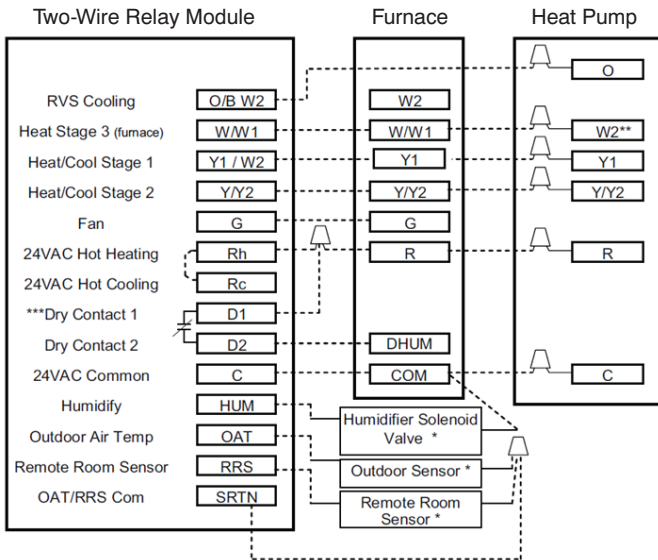 Two-Wire Relay Module Furnace Heat Pump
O
RVS Cooling O/B W2 W2
Heat Stage 3 (furnace) W/W1 W/W1 W2**
Heat/Cool Stage 1 Y1 / W2 Y1 Y1
Heat/Cool Stage 2 Y/Y2 Y/Y2 Y/Y2
Fan G G
24VAC Hot Heating Rh R R
24VAC Hot Cooling Rc
***Dry Contact 1 D1
Dry Contact 2 D2 DHUM
24VAC Common C COM C
Humidify HUM Humidifier Solenoid
Valve *
Outdoor Air Temp OAT Outdoor Sensor *
Remote Room Sensor RRS Remote Room
Sensor *
OAT/RRS Com SRTN